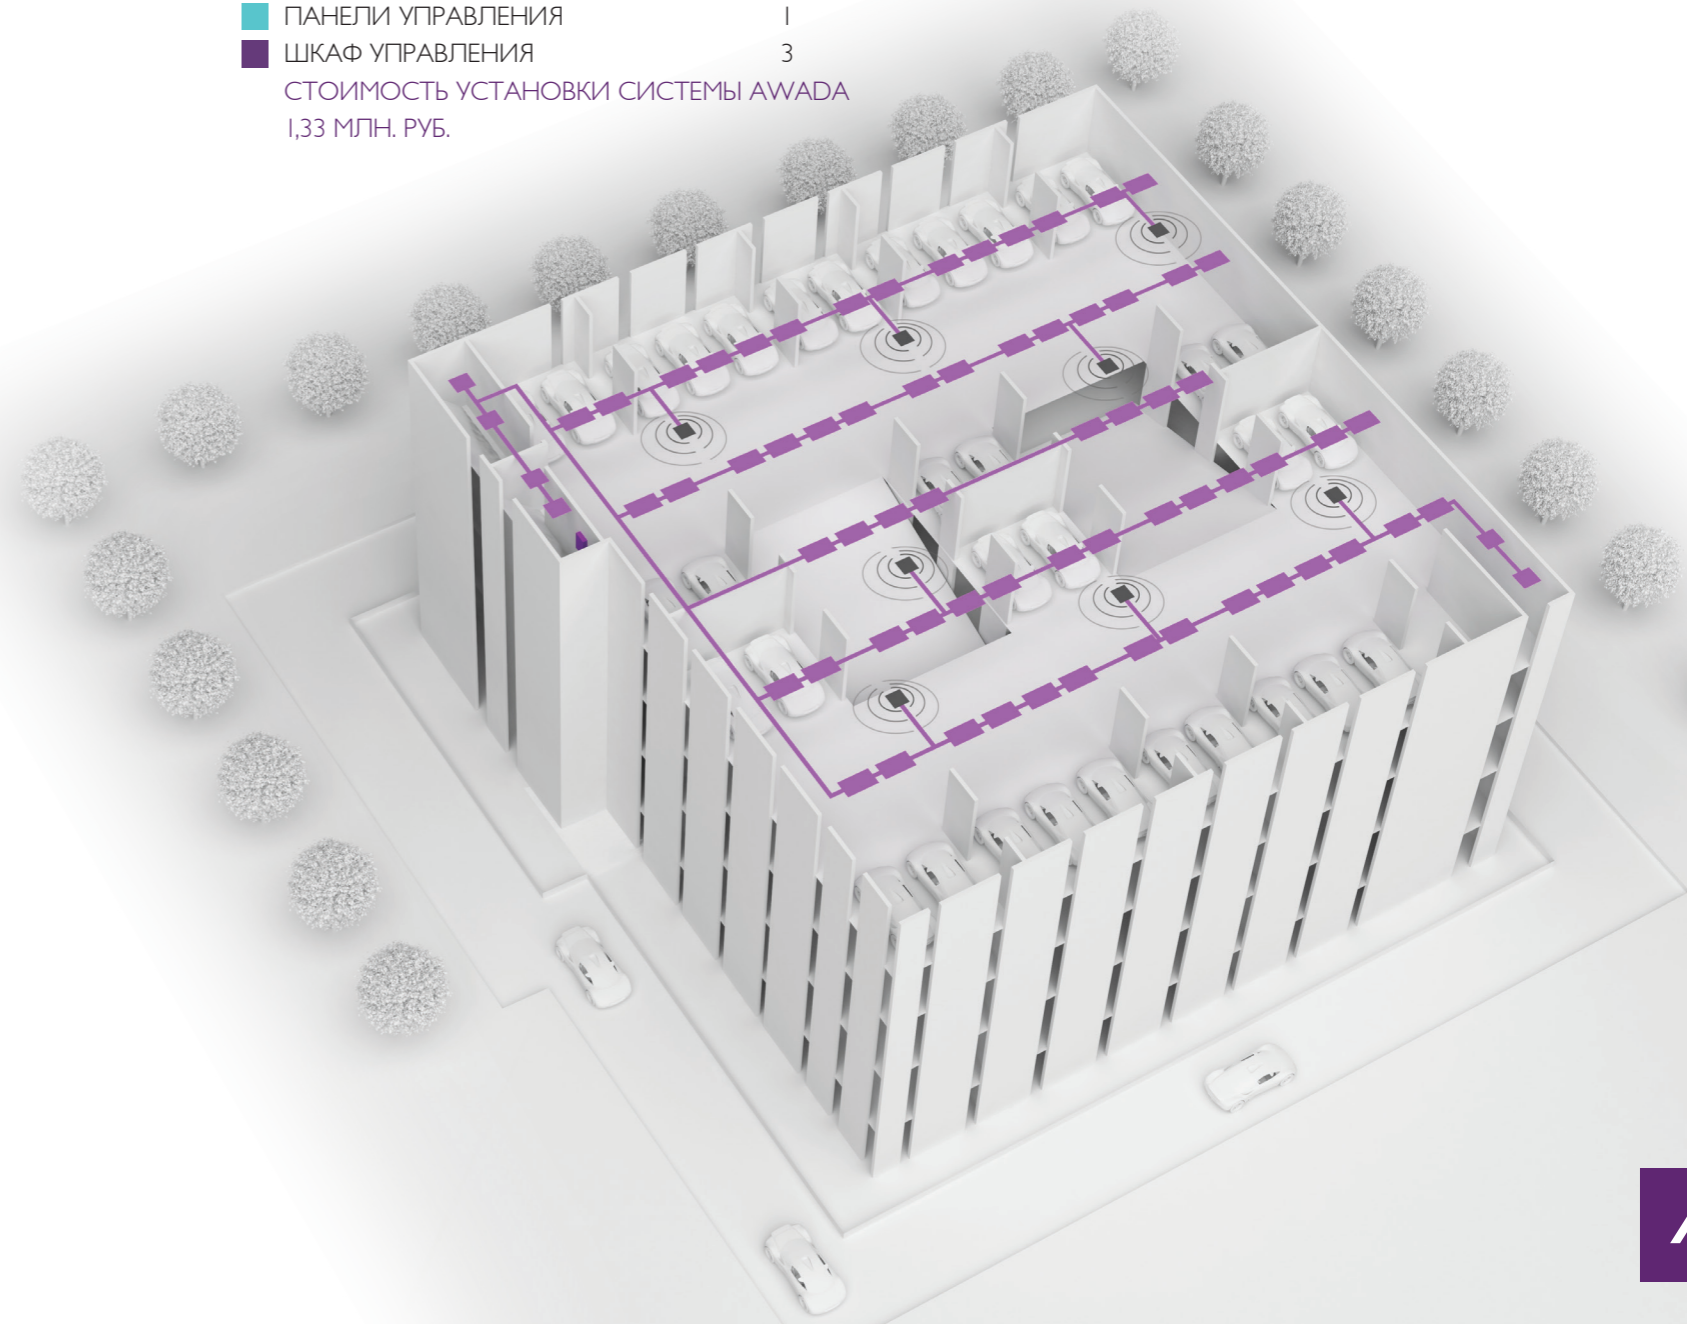 ПАНЕЛИ УПРАВЛЕНИЯ 1
ШКАФ УПРАВЛЕНИЯ 3
СТОИМОСТЬ УСТАНОВКИ СИСТЕМЫ AWADA
1,33 МЛН. РУБ.